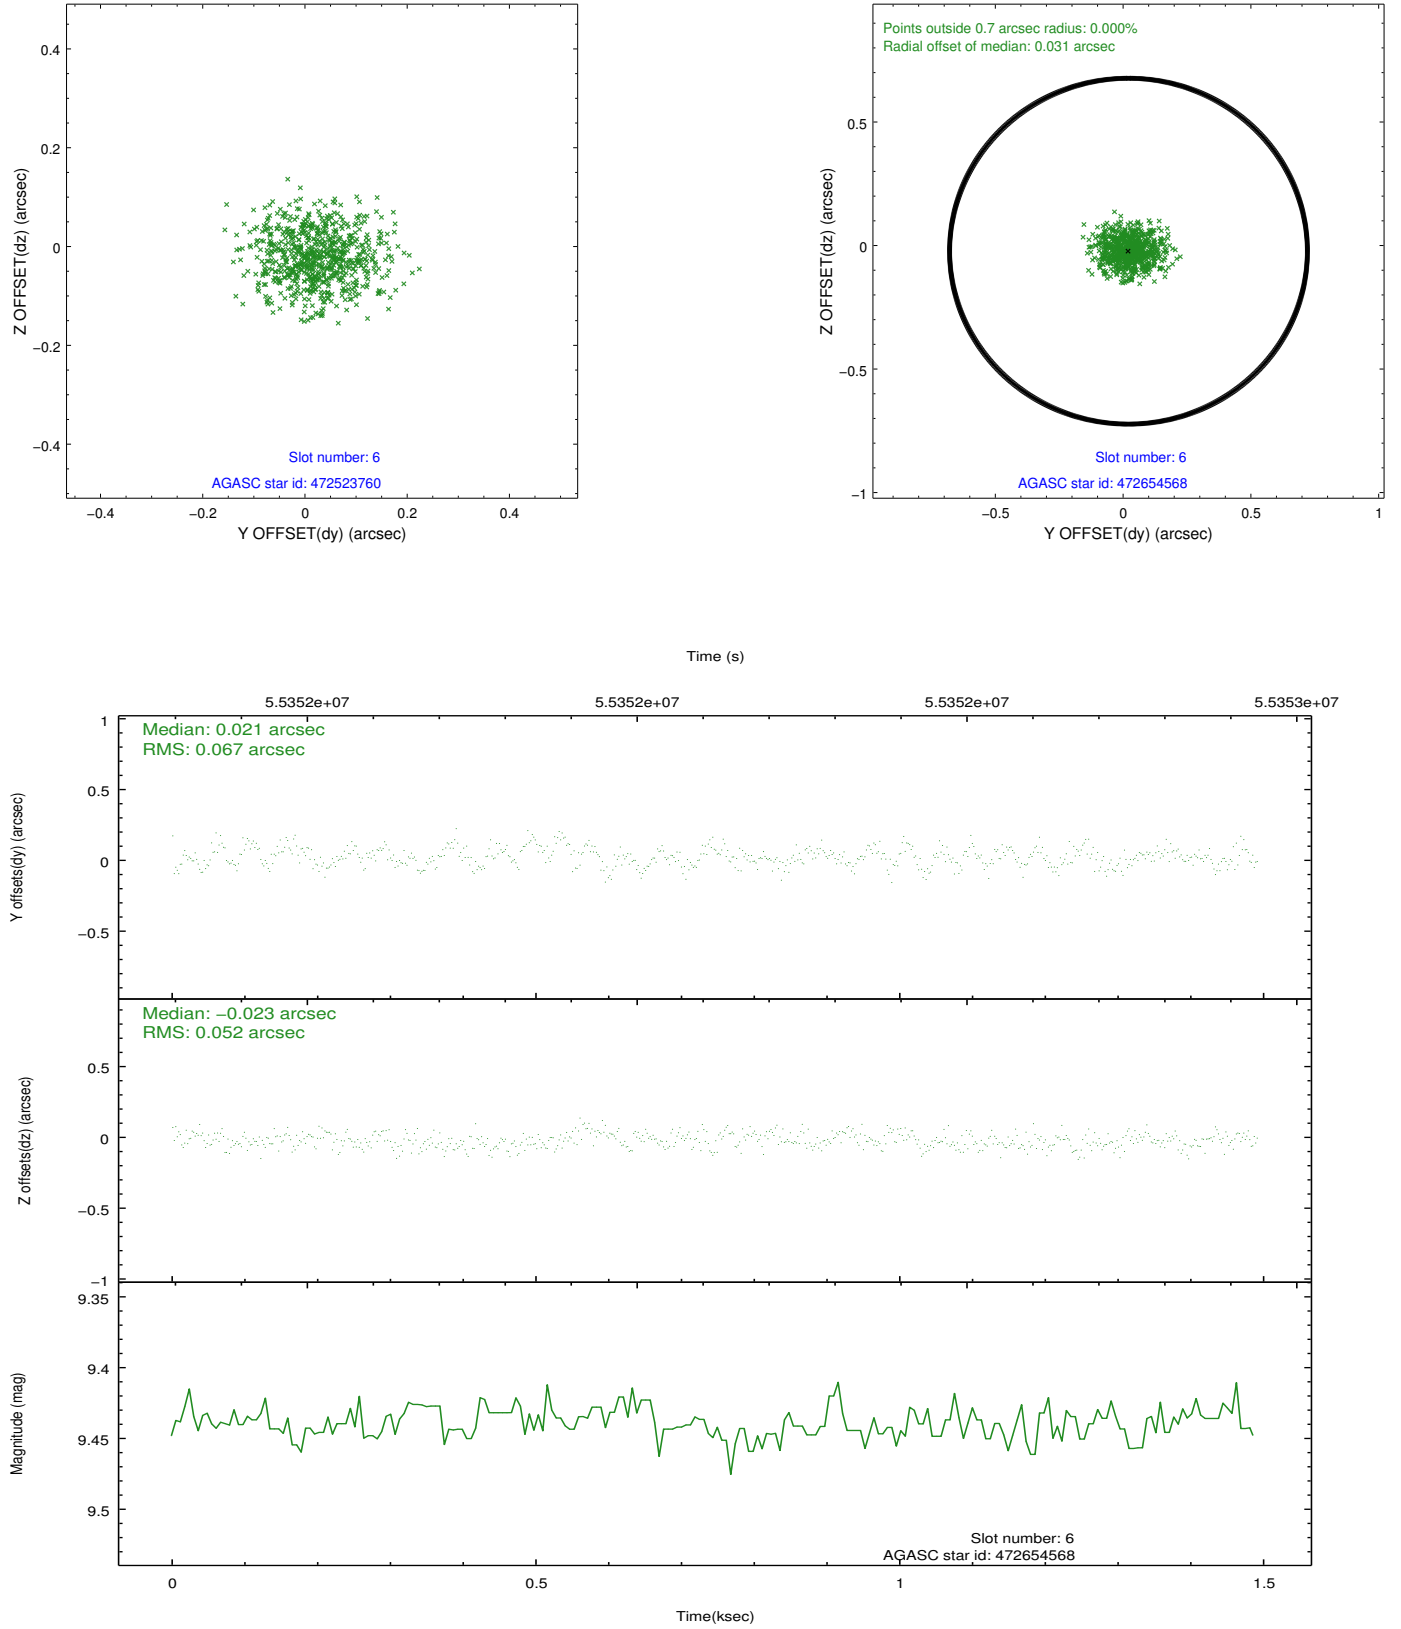 0.4
0.2
0
−0.2
−0.4
Z OFFSET(dz) (arcsec)
Slot number: 6
AGASC star id: 472523760
−0.4 −0.2 0 0.2 0.4
Y OFFSET(dy) (arcsec)
Points outside 0.7 arcsec radius: 0.000%
Radial offset of median: 0.031 arcsec
0.5
0
−0.5
−1
Z OFFSET(dz) (arcsec)
Slot number: 6
AGASC star id: 472654568
−0.5 0 0.5 1
Y OFFSET(dy) (arcsec)
Time (s)
5.5352e+07 5.5352e+07 5.5352e+07 5.5353e+07
Median: 0.021 arcsec
RMS: 0.067 arcsec
1
0.5
0
−0.5
Y offsets(dy) (arcsec)
Median: −0.023 arcsec
RMS: 0.052 arcsec
0.5
0
−0.5
−1
Z offsets(dz) (arcsec)
9.35
9.4
9.45
9.5
Magnitude (mag)
Slot number: 6
AGASC star id: 472654568
0 0.5 1 1.5
Time(ksec)